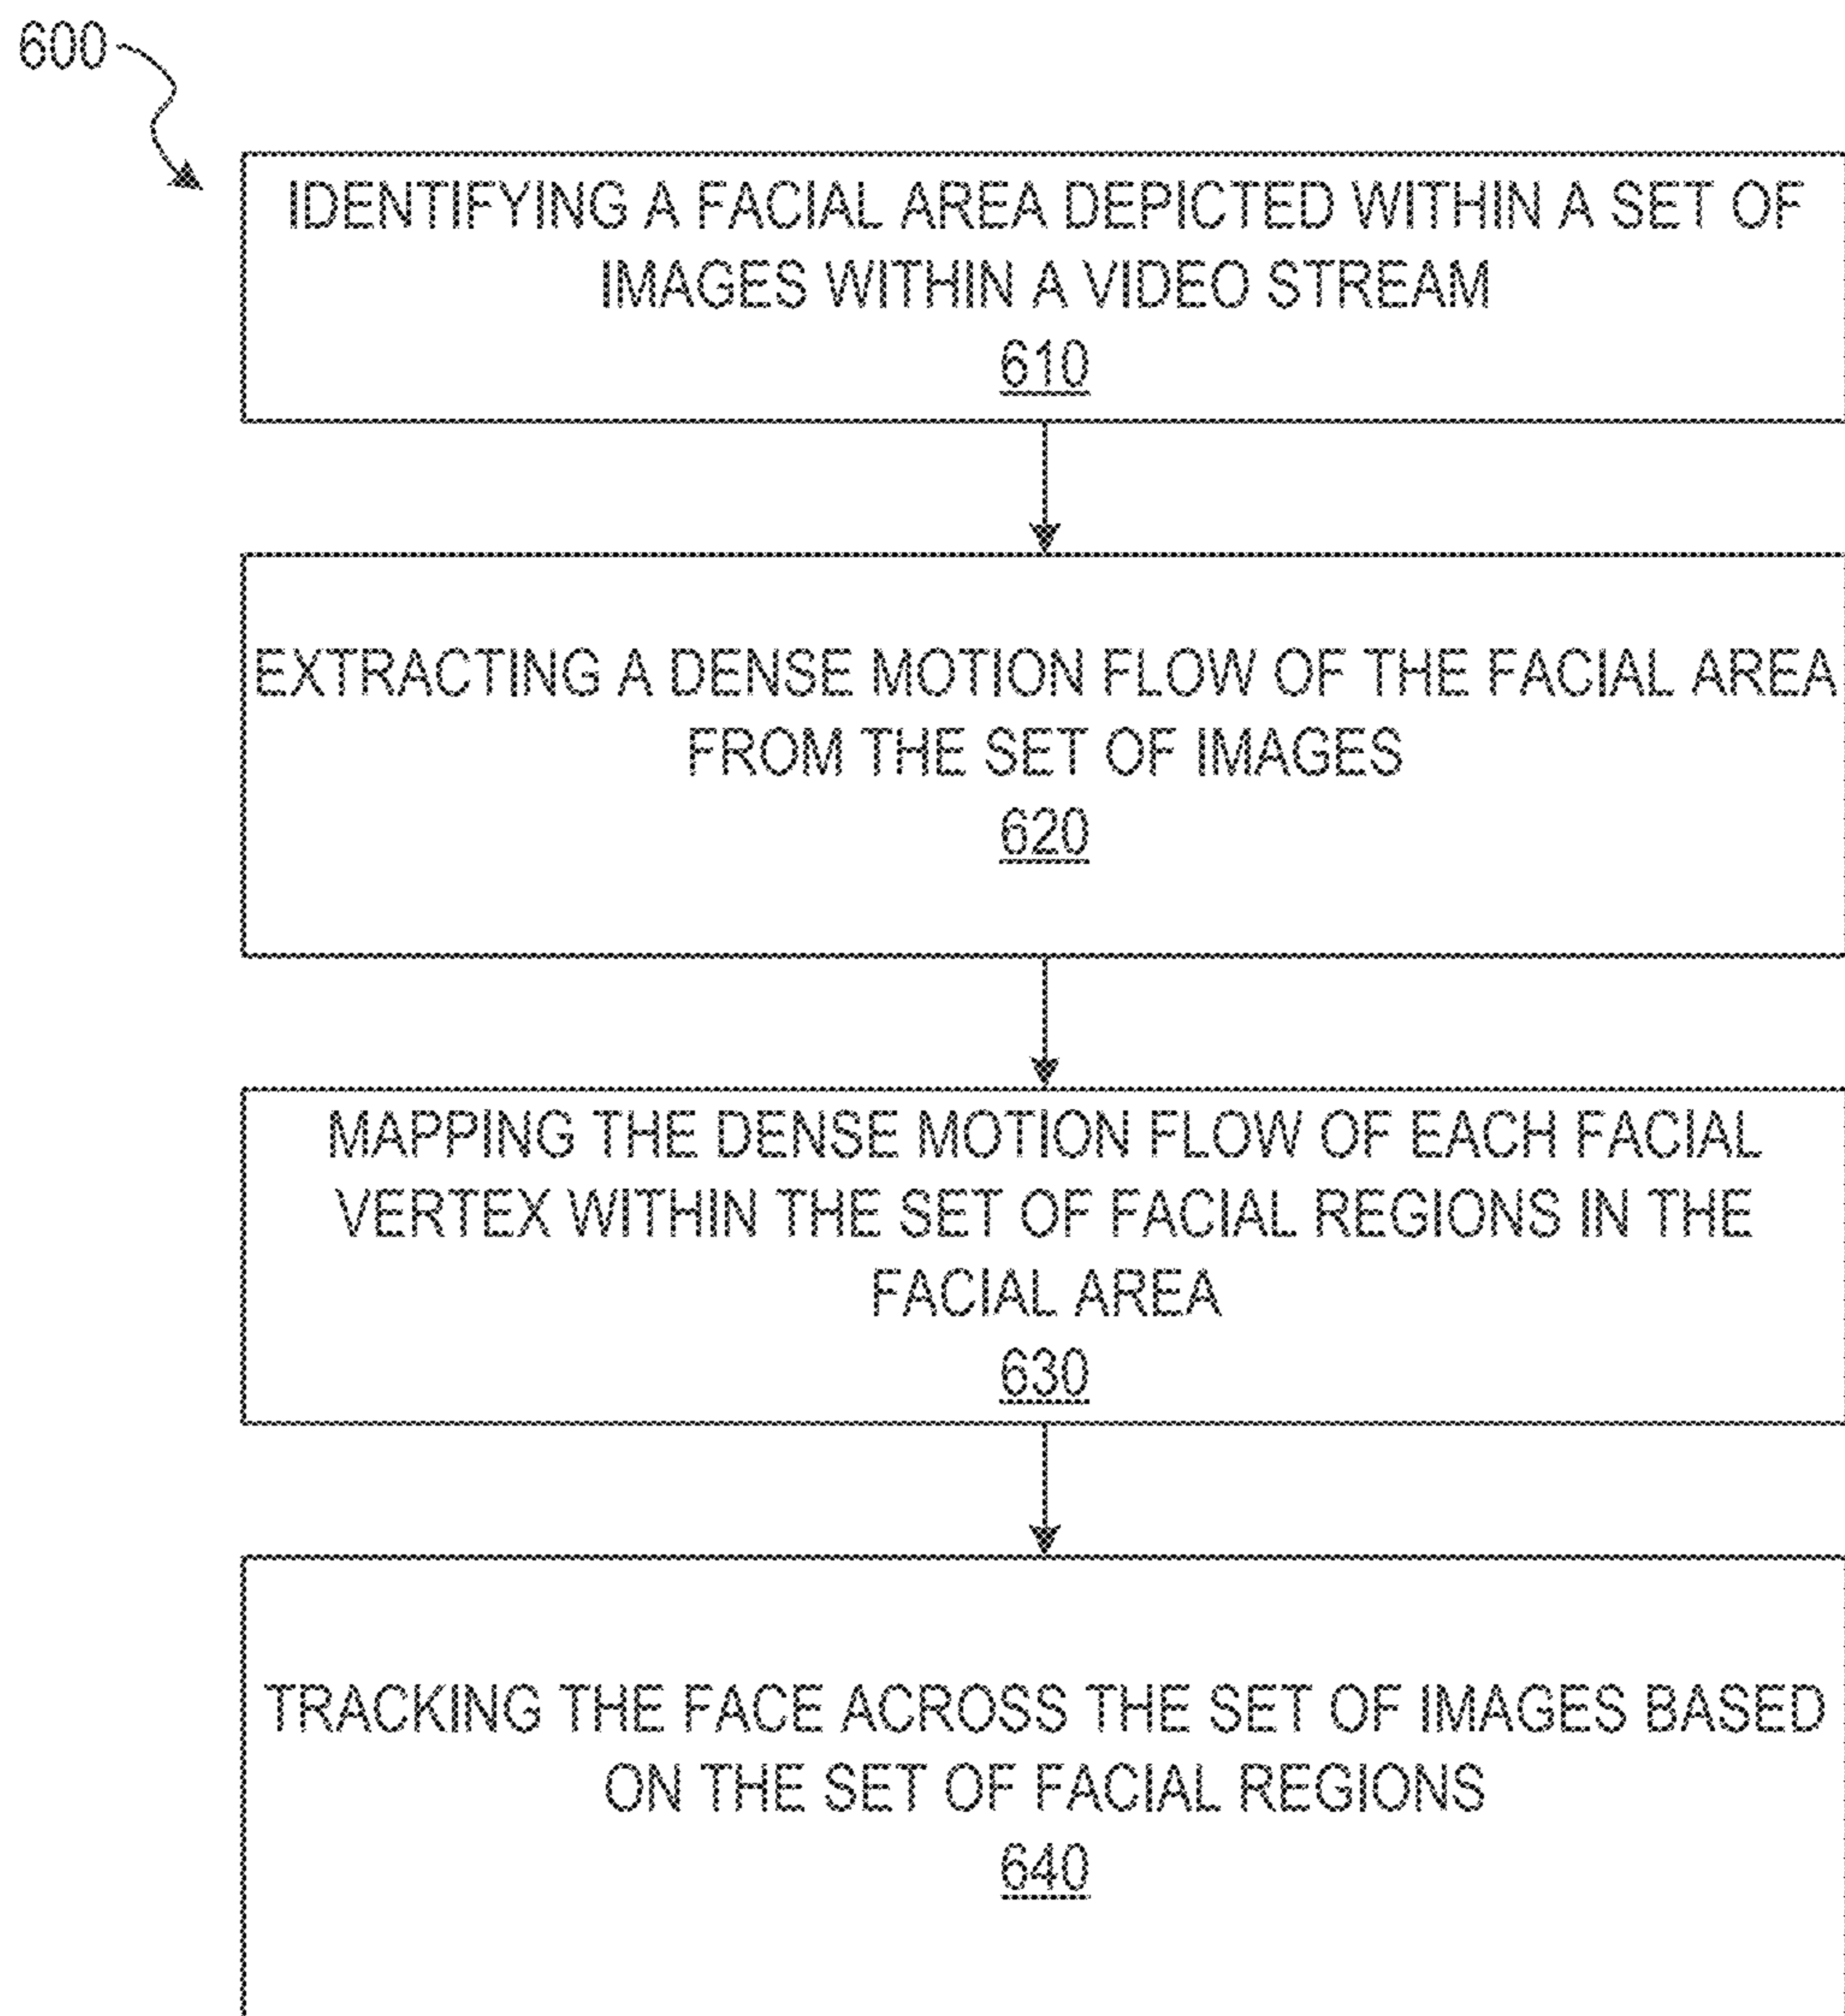 600
IDENTIFYING A FACIAL AREA DEPICTED WITHIN A SET OF
IMAGES WITHIN A VIDEO STREAM
610
EXTRACTING A DENSE MOTION FLOW OF THE FACIAL AREA
FROM THE SET OF IMAGES
620
MAPPING THE DENSE MOTION FLOW OF EACH FACIAL
VERTEX WITHIN THE SET OF FACIAL REGIONS IN THE
FACIAL AREA
630
TRACKING THE FACE ACROSS THE SET OF IMAGES BASED
ON THE SET OF FACIAL REGIONS
640